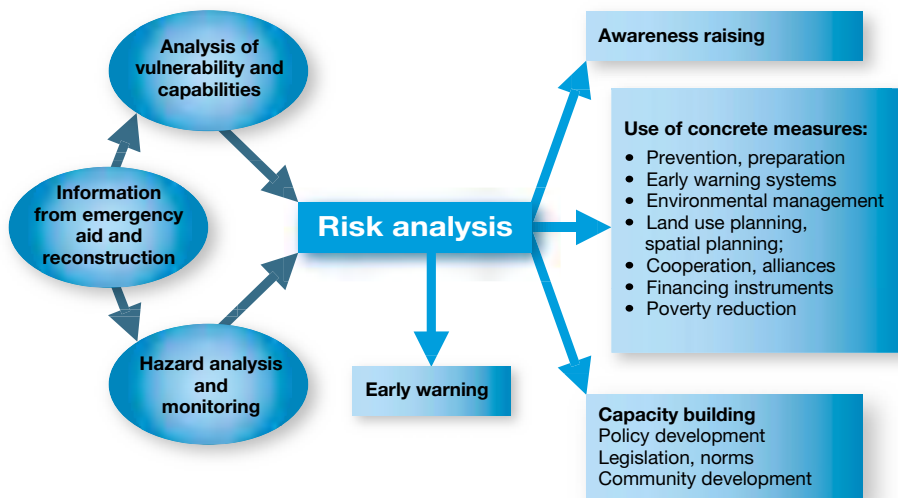 Analysis of
vulnerability and
capabilities
Information
from emergency
aid and
reconstruction
Hazard analysis
and
monitoring
Risk analysis
Early warning
Awareness raising
Use of concrete measures:
• Prevention, preparation
• Early warning systems
• Environmental management
• Land use planning,
spatial planning;
• Cooperation, alliances
• Financing instruments
• Poverty reduction
Capacity building
Policy development
Legislation, norms
Community development